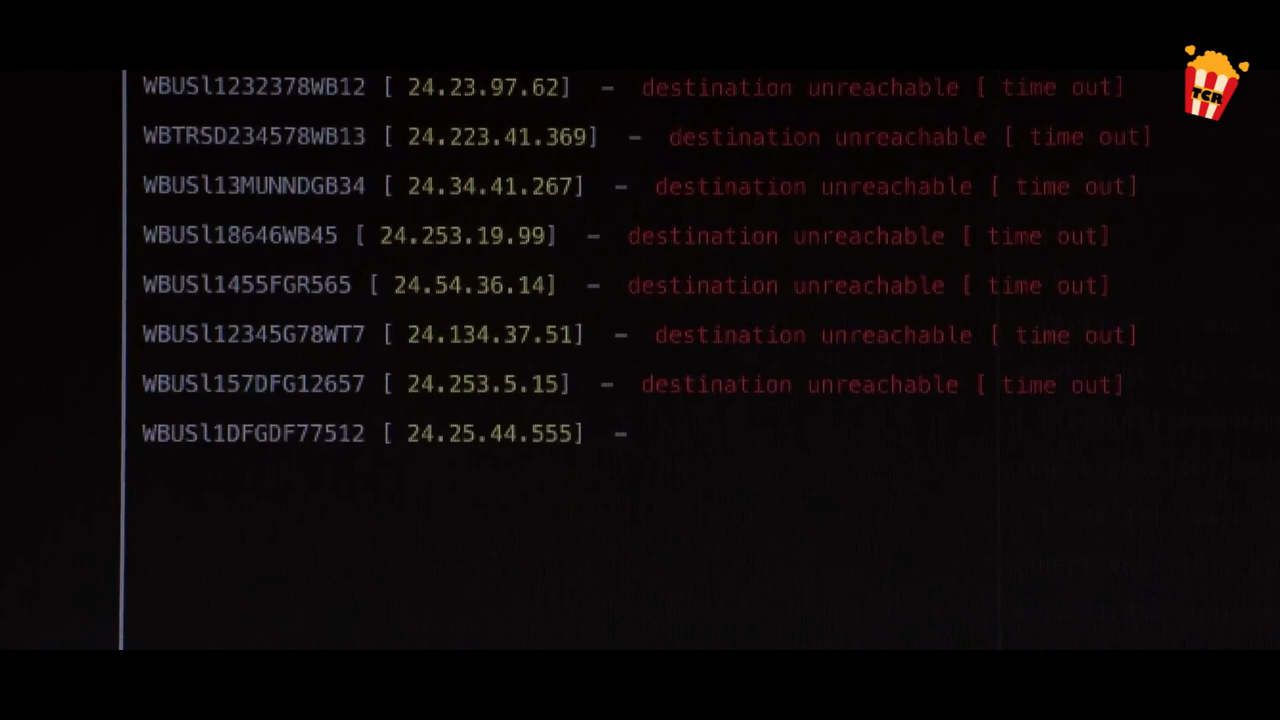 WBUSl1232378WB12 [ 24.23.97.62] – destination unreachable [ time out]
WBTRSD234578WB13 [ 24.223.41.369] – destination unreachable [ time out]
WBUSl13MUNNDGB34 [ 24.34.41.267] – destination unreachable [ time out]
WBUSl18646WB45 [ 24.253.19.99] – destination unreachable [ time out]
WBUSl1455FGR565 [ 24.54.36.14] – destination unreachable [ time out]
WBUSl12345G78WT7 [ 24.134.37.51] – destination unreachable [ time out]
WBUSl157DFG12657 [ 24.253.5.15] – destination unreachable [ time out]
WBUSl1DFGDF77512 [ 24.25.44.555] –
TCR